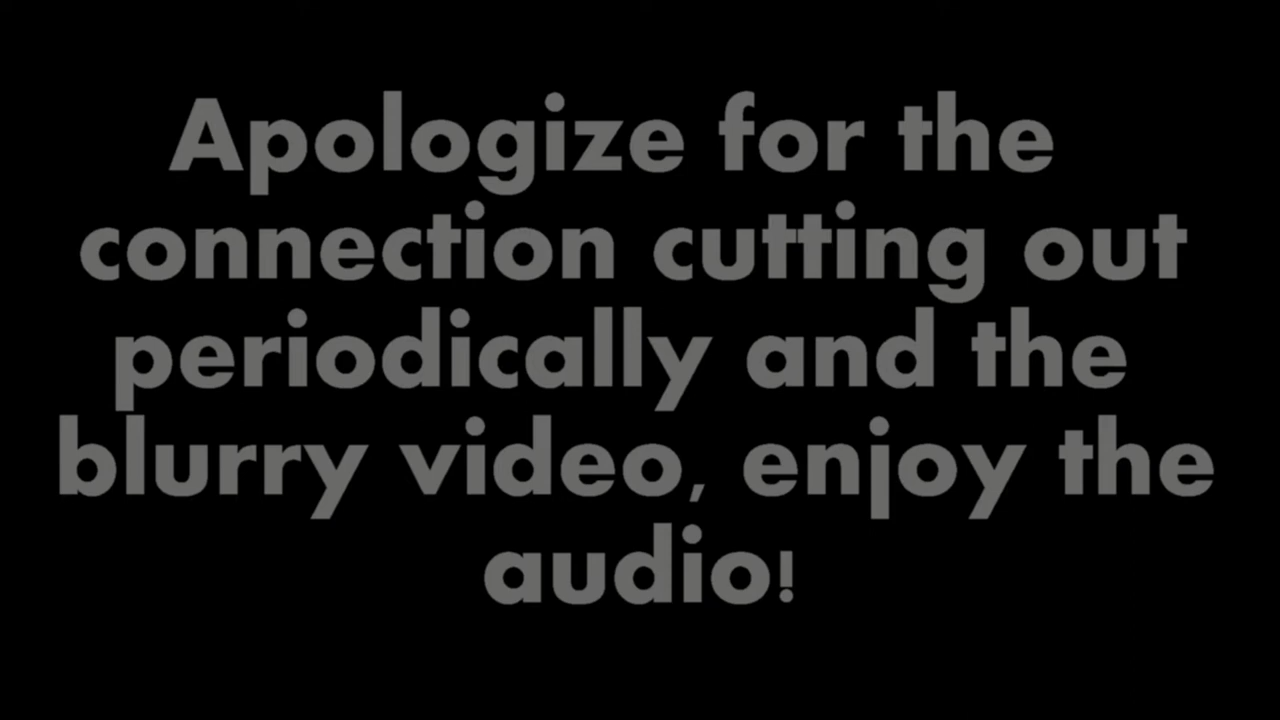 Apologize for the
connection cutting out
periodically and the
blurry video, enjoy the
audio!